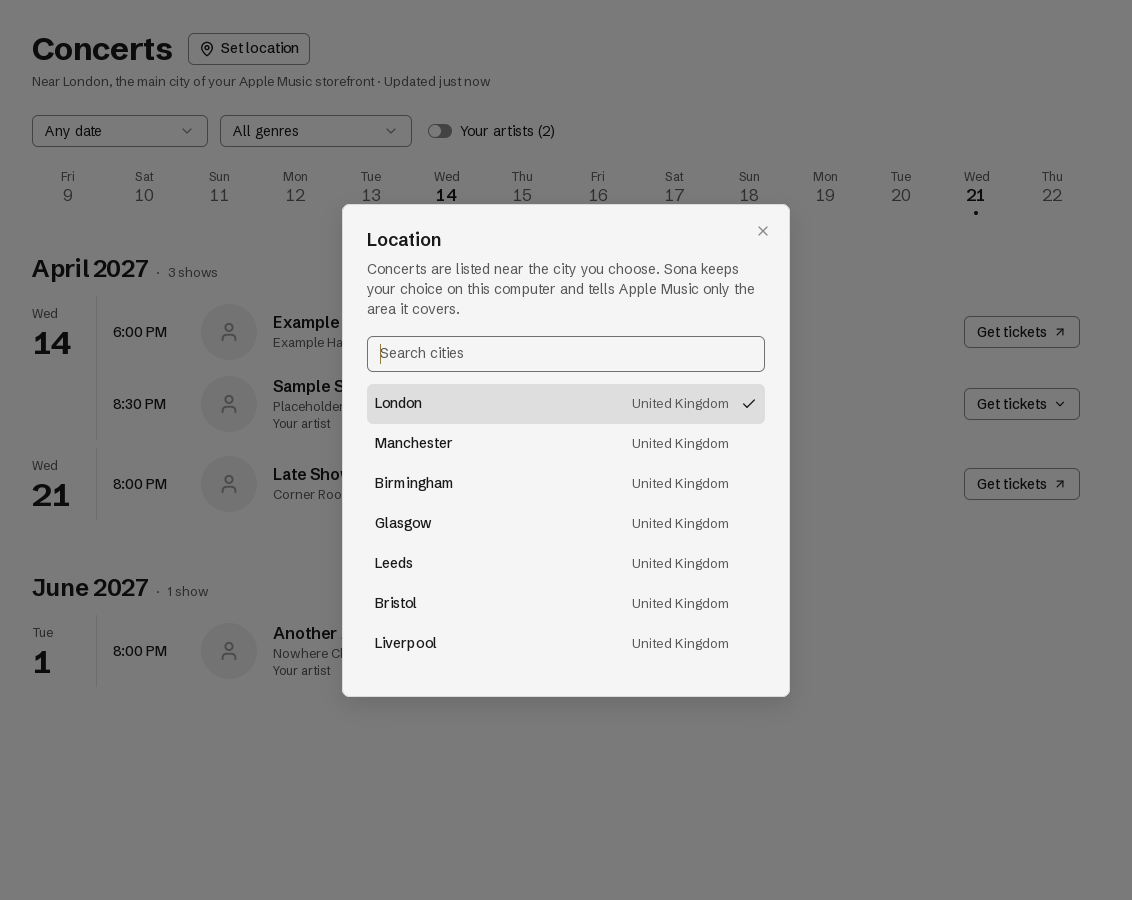 Concerts
Set location
Near London, the main city of your Apple Music storefront · Updated just now
Any date
All genres
Your artists (2)
Fri Sat Sun Mon Tue Wed Thu Fri Sat Sun Mon Tue Wed Thu
9 10 11 12 13 14 15 16 17 18 19 20 21 22
April 2027 · 3 shows
Wed
14
6:00 PM
Example
Example Ha
Get tickets
8:30 PM
Sample S
Placeholder
Your artist
Get tickets
Wed
21
8:00 PM
Late Sho
Corner Roo
Get tickets
June 2027 · 1 show
Tue
1
8:00 PM
Another
Nowhere Cl
Your artist
Location
Concerts are listed near the city you choose. Sona keeps
your choice on this computer and tells Apple Music only the
area it covers.
Search cities
London United Kingdom
Manchester United Kingdom
Birmingham United Kingdom
Glasgow United Kingdom
Leeds United Kingdom
Bristol United Kingdom
Liverpool United Kingdom